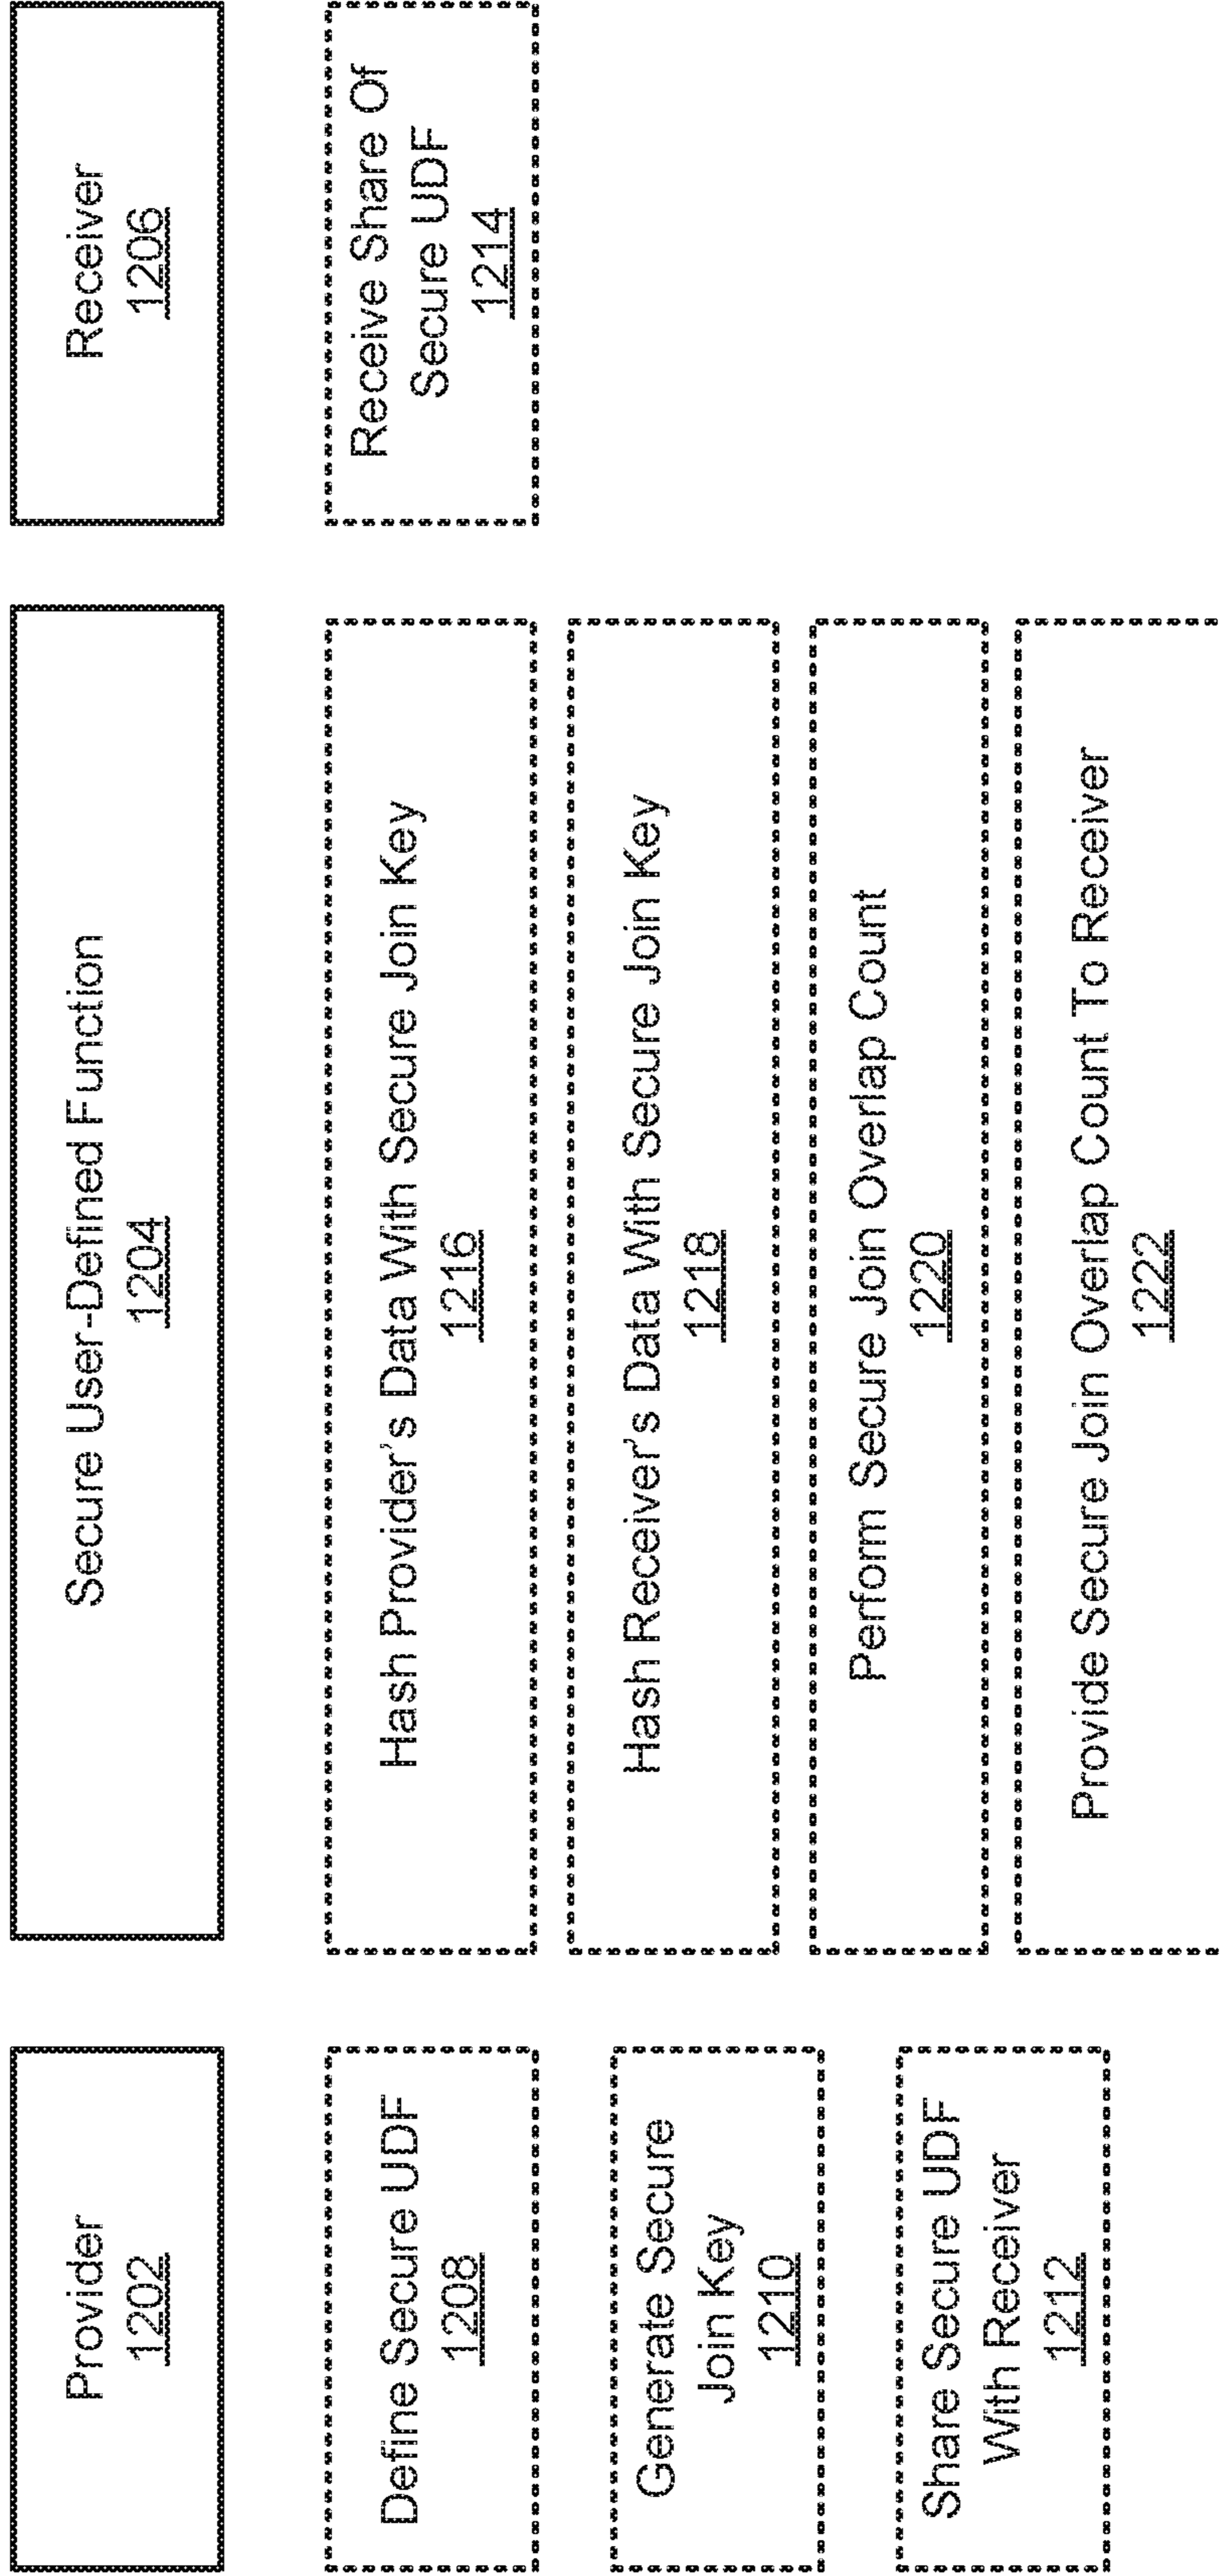 Provider
1202
Secure User-Defined Function
1204
Receiver
1206
Define Secure UDF
1208
Generate Secure
Join Key
1210
Share Secure UDF
With Receiver
1212
Hash Provider's Data With Secure Join Key
1216
Hash Receiver's Data With Secure Join Key
1218
Perform Secure Join Overlap Count
1220
Provide Secure Join Overlap Count To Receiver
1222
Receive Share Of
Secure UDF
1214